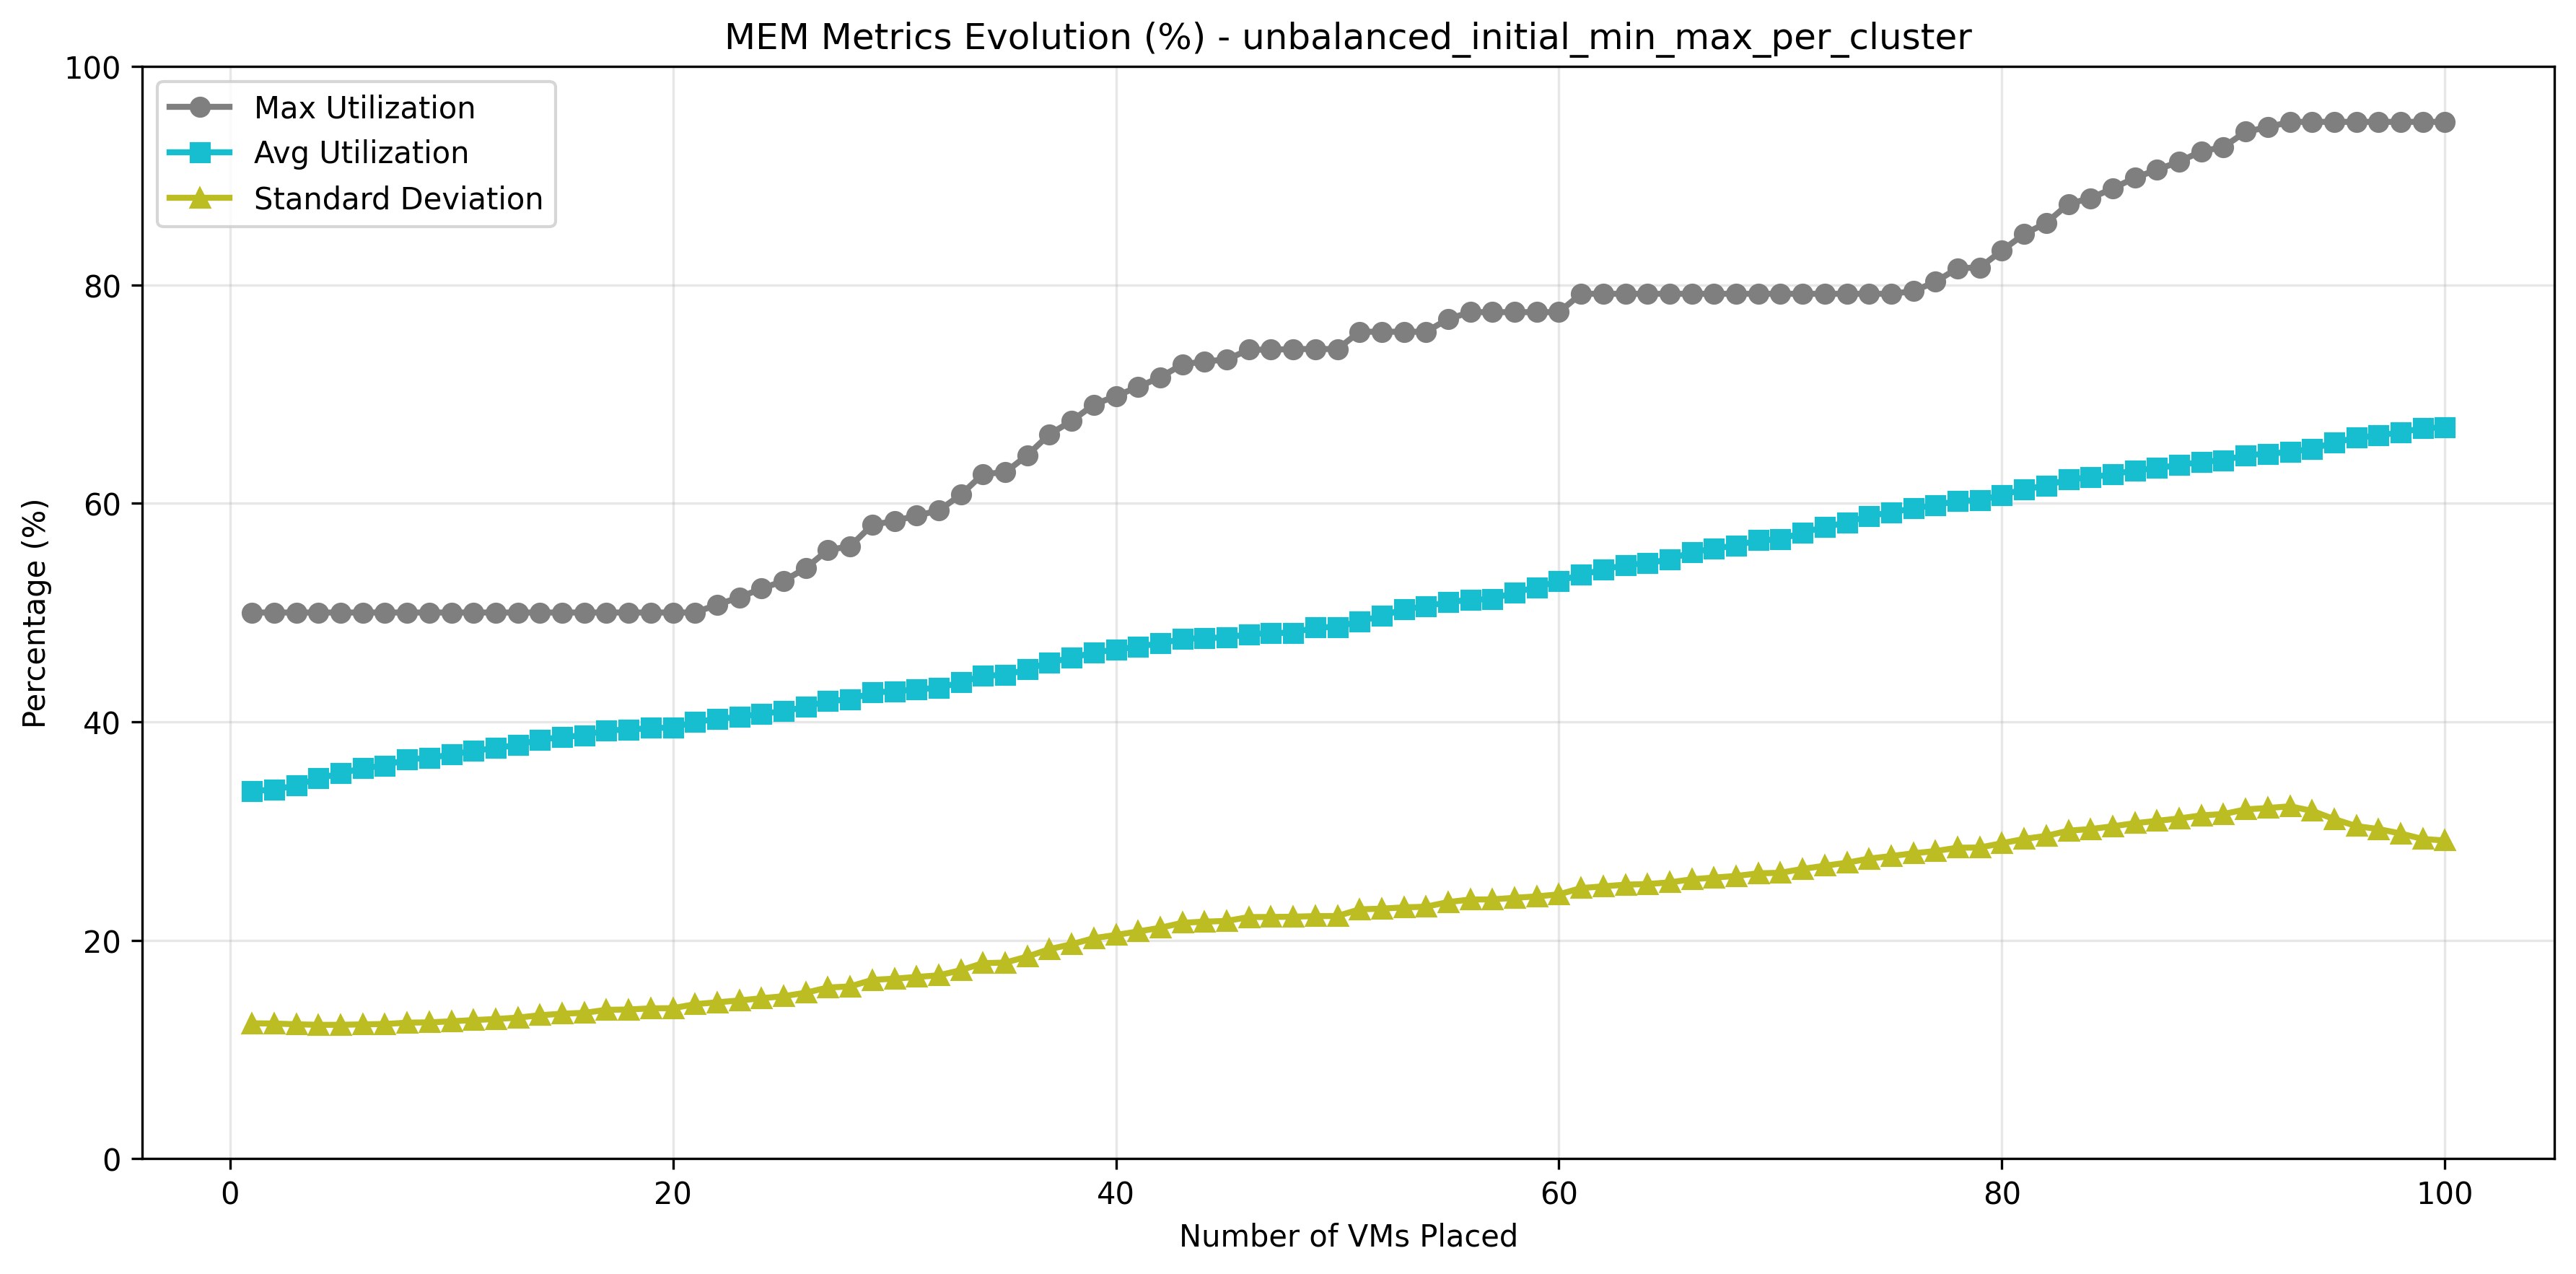 MEM Metrics Evolution (%) - unbalanced_initial_min_max_per_cluster
100
80
60
40
20
0
Percentage (%)
Max Utilization
Avg Utilization
Standard Deviation
0 20 40 60 80 100
Number of VMs Placed